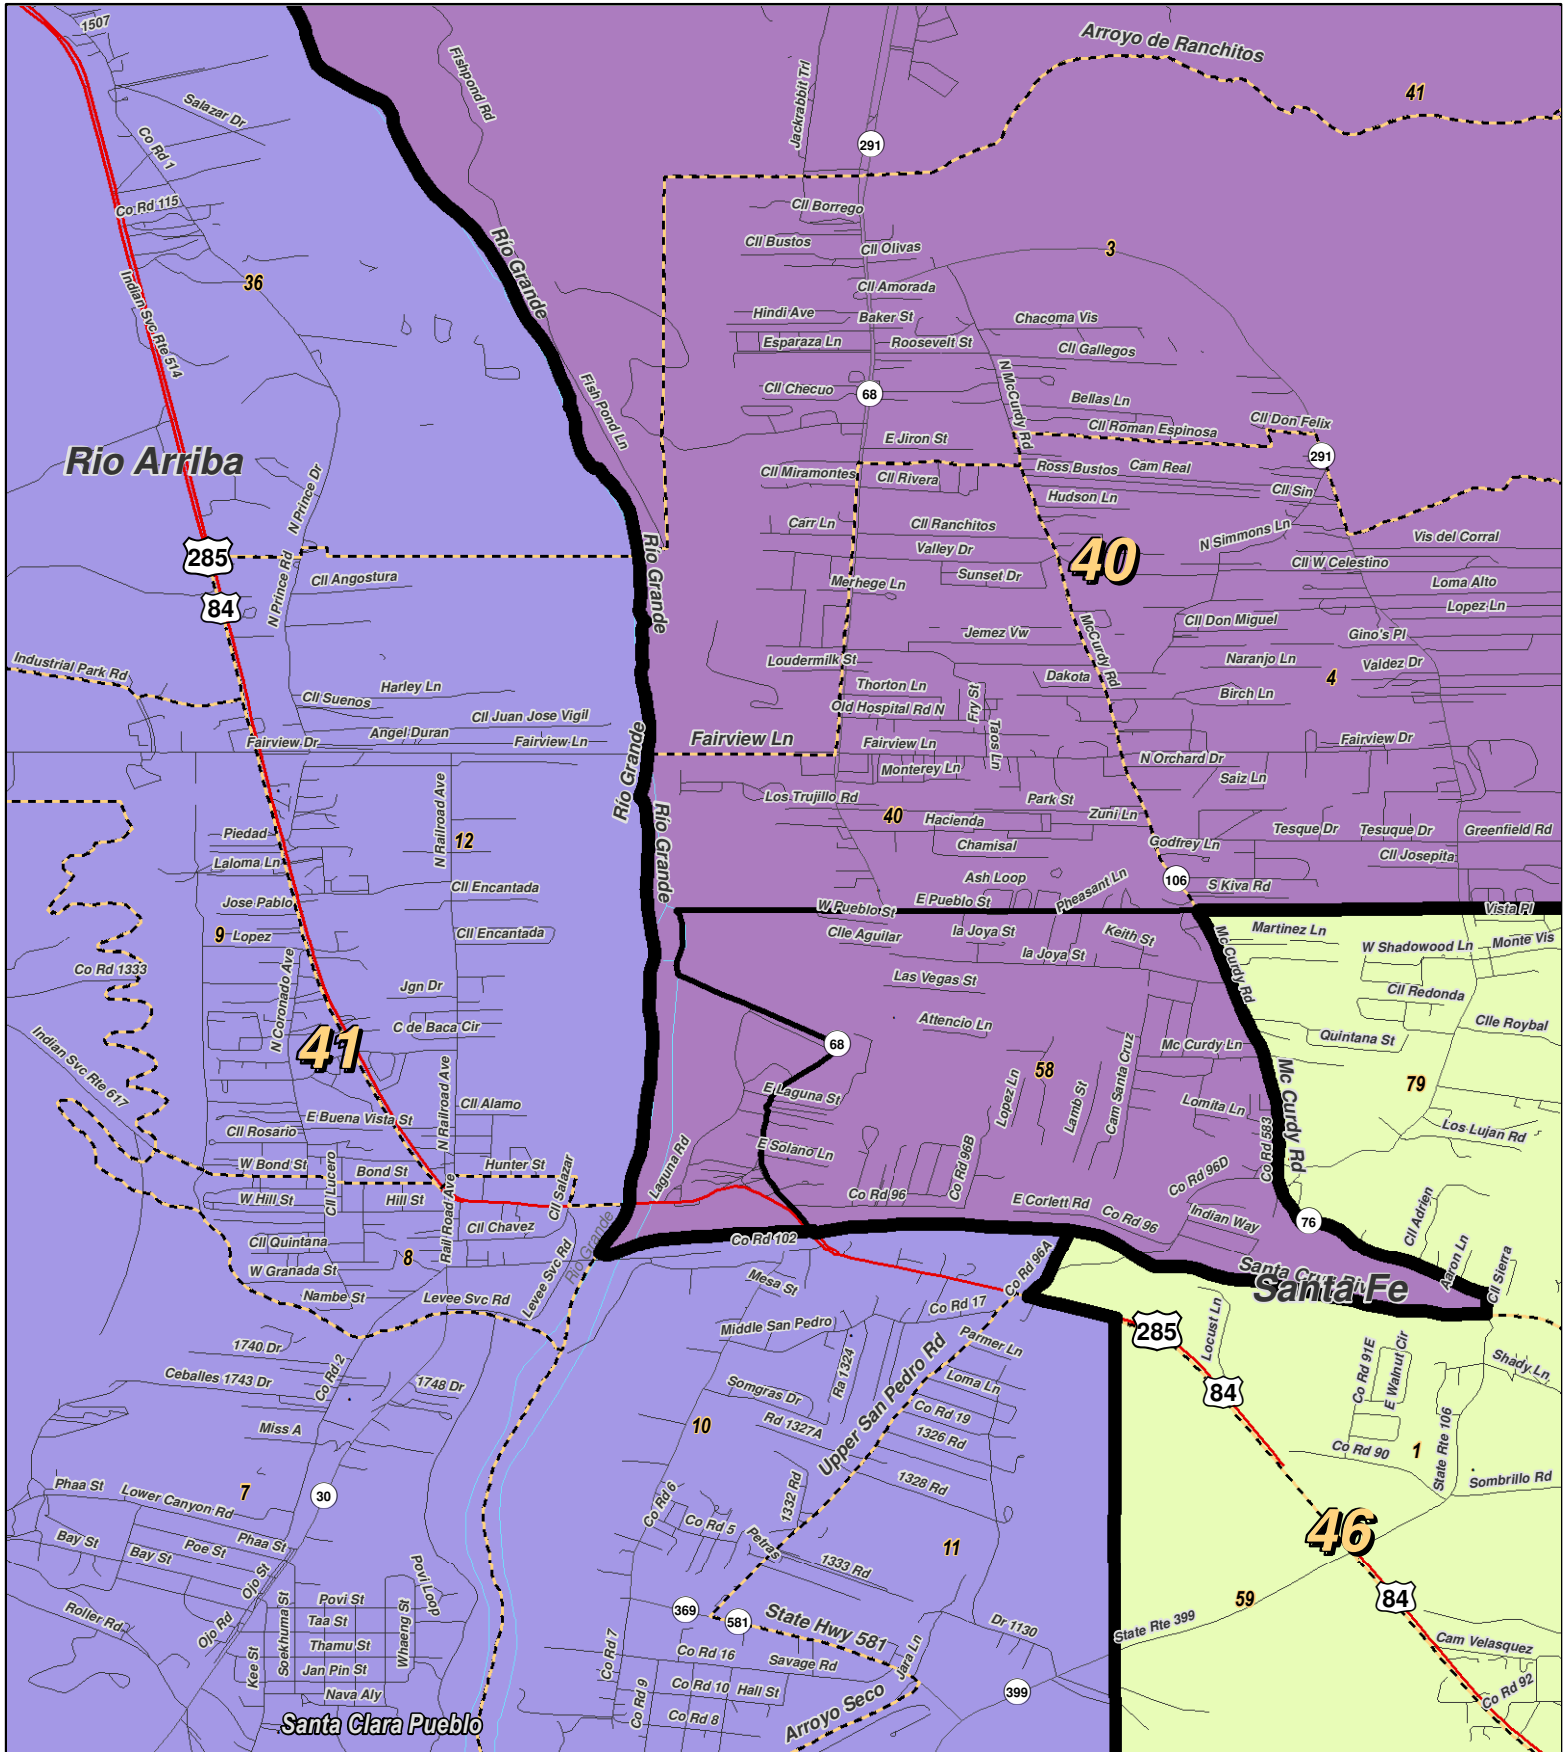 1507
Salazar Dr
Co Rd 1
Co Rd 115
36
Indian Svc Rte 514
Rio Arriba
N Prince Dr
285
84
N Prince Rd
Cll Angostura
Industrial Park Rd
Cll Suenos
Harley Ln
Cll Juan Jose Vigil
Angel Duran
Fairview Dr
Fairview Ln
N Railroad Ave
12
Piedad
Laloma Ln
Jose Pablo
Cll Encantada
9
Lopez
Cll Encantada
Co Rd 1333
N Coronado Ave
Jgn Dr
C de Baca Cir
41
Indian Svc Rte 617
N Railroad Ave
Cll Alamo
E Buena Vista St
Cll Rosario
W Bond St
Cll Lucero
Bond St
Hunter St
W Hill St
Hill St
Rail Road Ave
Cll Chavez
Cll Salazar
Cll Quintana
8
W Granada St
Nambe St
Levee Svc Rd
Levee Svc Rd
Rio Grande
1740 Dr
Ceballes 1743 Dr
Co Rd 2
1748 Dr
Miss A
7
30
Phaa St
Lower Canyon Rd
Bay St
Bay St
Poe St
Phaa St
Ojo St
Povi Loop
Roller Rd
Ojo Rd
Povi St
Taa St
Thamu St
Jan Pin St
Nava Aly
Kee St
Soekhuma St
Whaeng St
Santa Clara Pueblo
Fishpond Rd
Jackrabbit Trl
Arroyo de Ranchitos
41
291
Río Grande
Cll Borrego
Cll Bustos
Cll Olivas
3
Cll Amorada
Hindi Ave
Baker St
Chacoma Vis
Esparaza Ln
Roosevelt St
Cll Gallegos
Fish Pond Ln
Cll Checuo
68
N McCurdy Rd
Bellas Ln
Cll Don Felix
Cll Roman Espinosa
E Jiron St
291
Cll Miramontes
Cll Rivera
Ross Bustos
Cam Real
Hudson Ln
Cll Sin
Carr Ln
Cll Ranchitos
N Simmons Ln
Vis del Corral
Río Grande
Valley Dr
40
Cll W Celestino
Merhege Ln
Sunset Dr
Loma Alto
Lopez Ln
Cll Don Miguel
Jemez Vw
McCurdy Rd
Gino's Pl
Loudermilk St
Naranjo Ln
Valdez Dr
Dakota
4
Thorton Ln
Fry St
Birch Ln
Old Hospital Rd N
Taos Ln
Río Grande
Fairview Ln
Fairview Ln
Fairview Dr
N Orchard Dr
Monterey Ln
Saiz Ln
Los Trujillo Rd
Park St
40
Hacienda
Zuni Ln
Rio Grande
Tesque Dr
Tesuque Dr
Greenfield Rd
Chamisal
Godfrey Ln
Cll Josepita
Ash Loop
Pheasant Ln
106
S Kiva Rd
W Pueblo St
E Pueblo St
Vista Pl
Clle Aguilar
la Joya St
Keith St
Mc Curdy Rd
Martinez Ln
la Joya St
W Shadowood Ln
Monte Vis
Las Vegas St
Cll Redonda
Attencio Ln
Quintana St
Clle Roybal
68
Mc Curdy Ln
58
Cam Santa Cruz
Mc Curdy Rd
79
E Laguna St
Lopez Ln
Lamb St
Lomita Ln
Co Rd 583
Los Lujan Rd
E Solano Ln
Laguna Rd
Co Rd 96B
Co Rd 96D
Co Rd 96
E Corlett Rd
Co Rd 96
Indian Way
76
Cll Adrien
Co Rd 102
Co Rd 96A
Aaron Ln
Cll Sierra
Santa Fe
Mesa St
Co Rd 17
285
Locust Ln
Middle San Pedro
Parmer Ln
Ra 1324
Upper San Pedro Rd
Co Rd 91E
E Walnut Cir
Shady Ln
84
Somgras Dr
Loma Ln
State Rte 106
Rd 1327A
Co Rd 19
10
1326 Rd
Co Rd 90
1
1328 Rd
Sombrillo Rd
1332 Rd
Co Rd 6
Co Rd 5
Petras
46
11
1333 Rd
59
84
369
581
State Hwy 581
Dr 1130
State Rte 399
Co Rd 7
Co Rd 16
Savage Rd
Jara Ln
Cam Velasquez
Co Rd 9
Co Rd 10
Hall St
399
Co Rd 92
Co Rd 8
Arroyo Seco